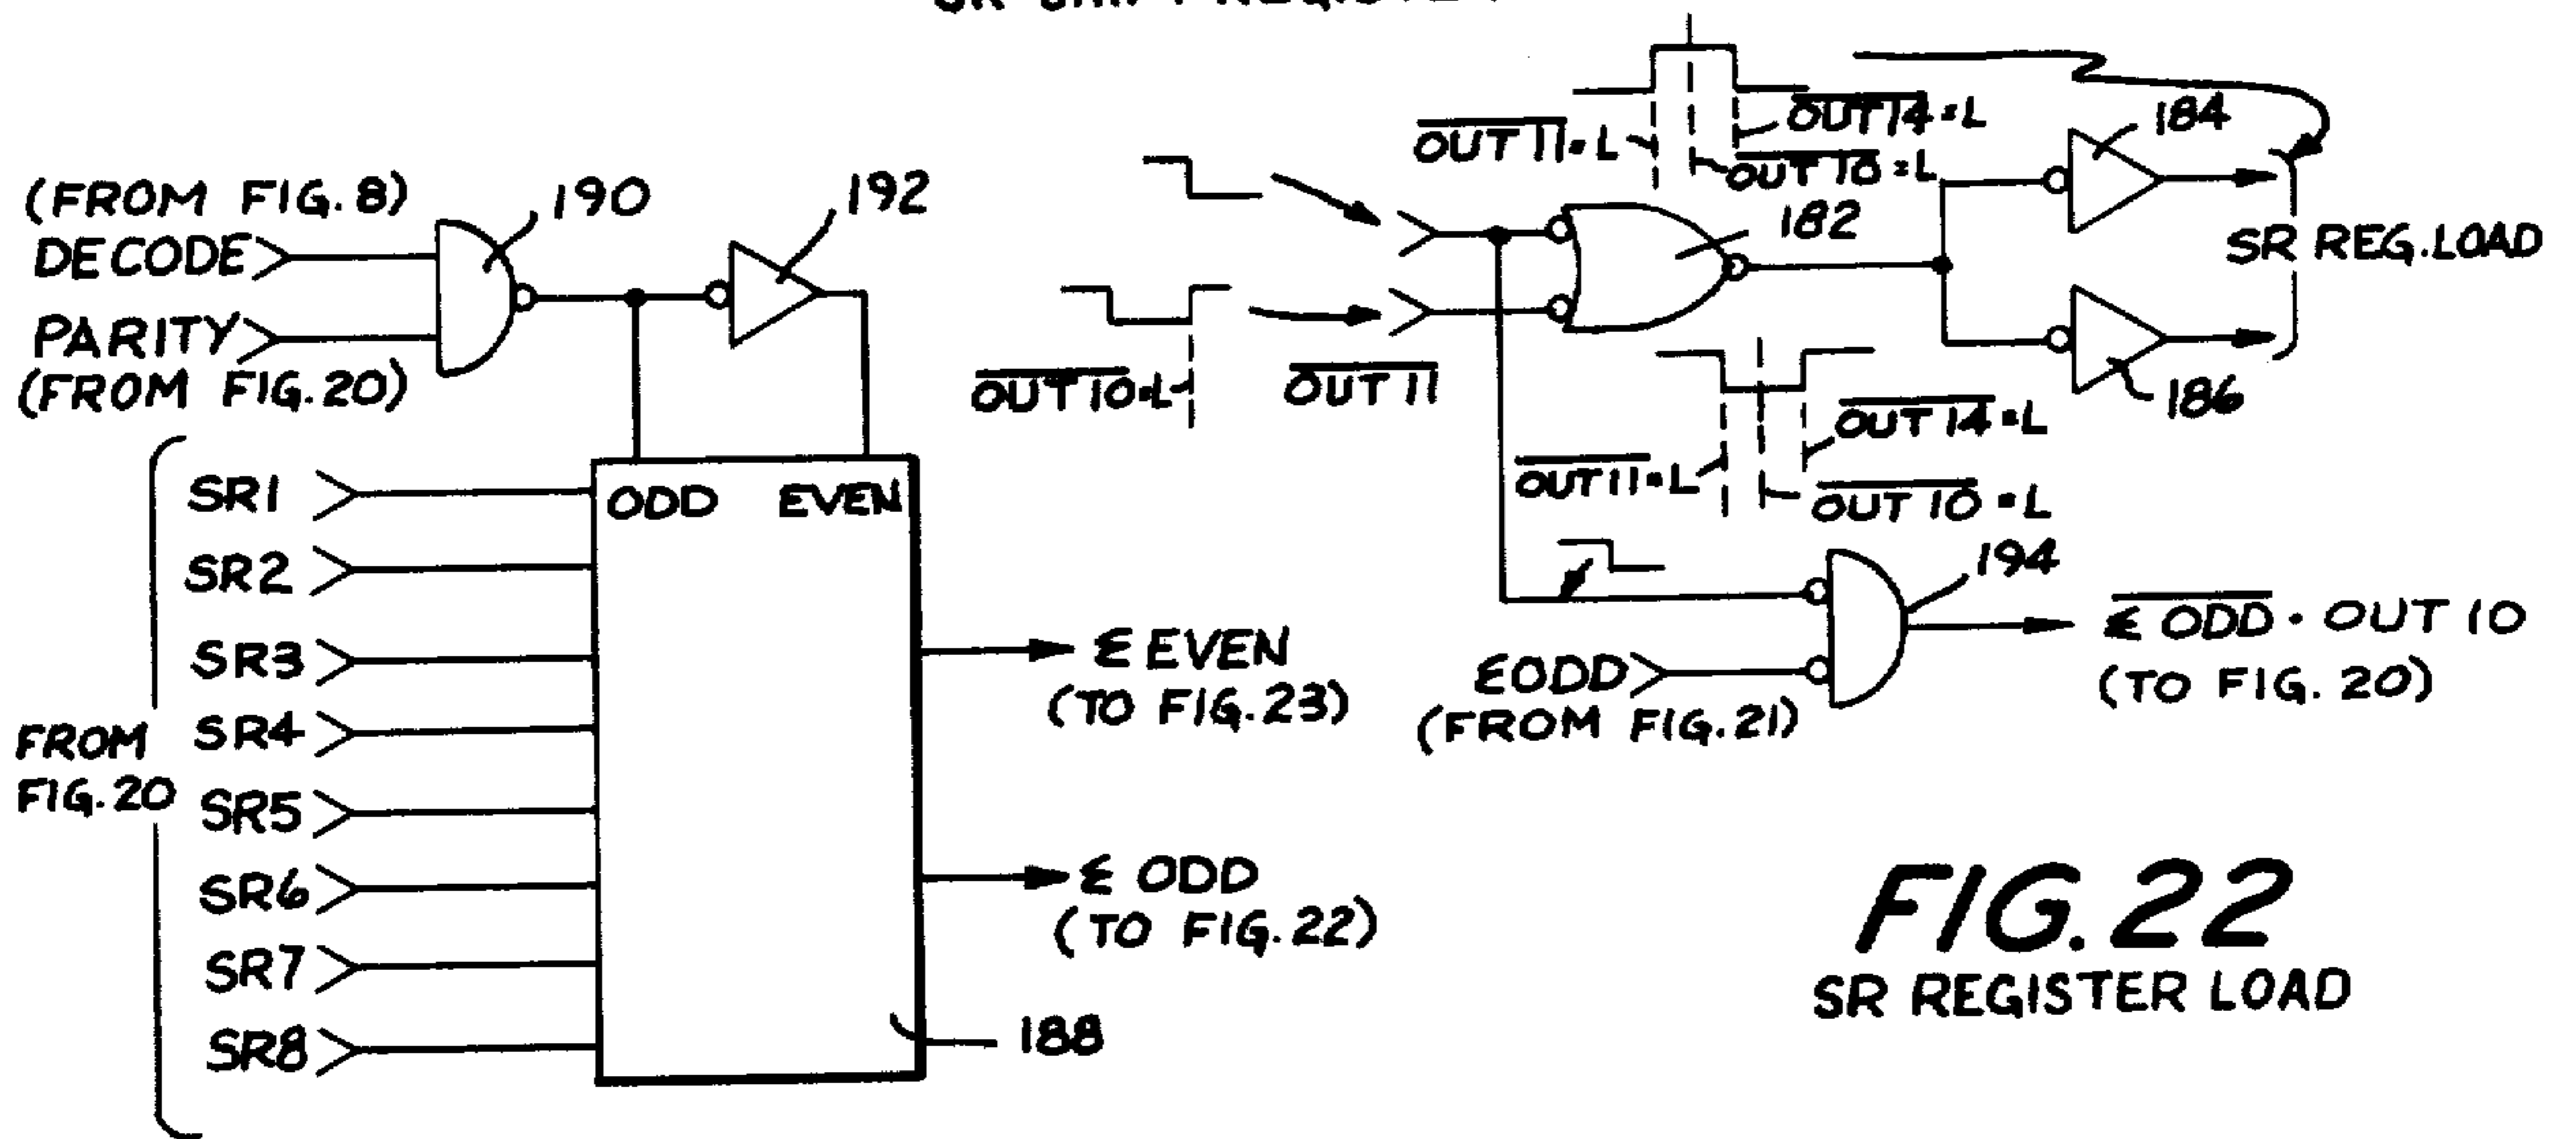 (FROM FIG. 8)
DECODE
PARITY
(FROM FIG. 20)
190
192
SR1
SR2
SR3
SR4
SR5
SR6
SR7
SR8
FROM
FIG. 20
ODD EVEN
Σ EVEN
(TO FIG. 23)
Σ ODD
(TO FIG. 22)
188
OUT 11=L
OUT 14=L
OUT 10=L
182
184
186
SR REG. LOAD
OUT 10=L
OUT 11
OUT 11=L
OUT 14=L
OUT 10=L
194
ΣODD
(FROM FIG. 21)
Σ ODD · OUT 10
(TO FIG. 20)
FIG. 22
SR REGISTER LOAD